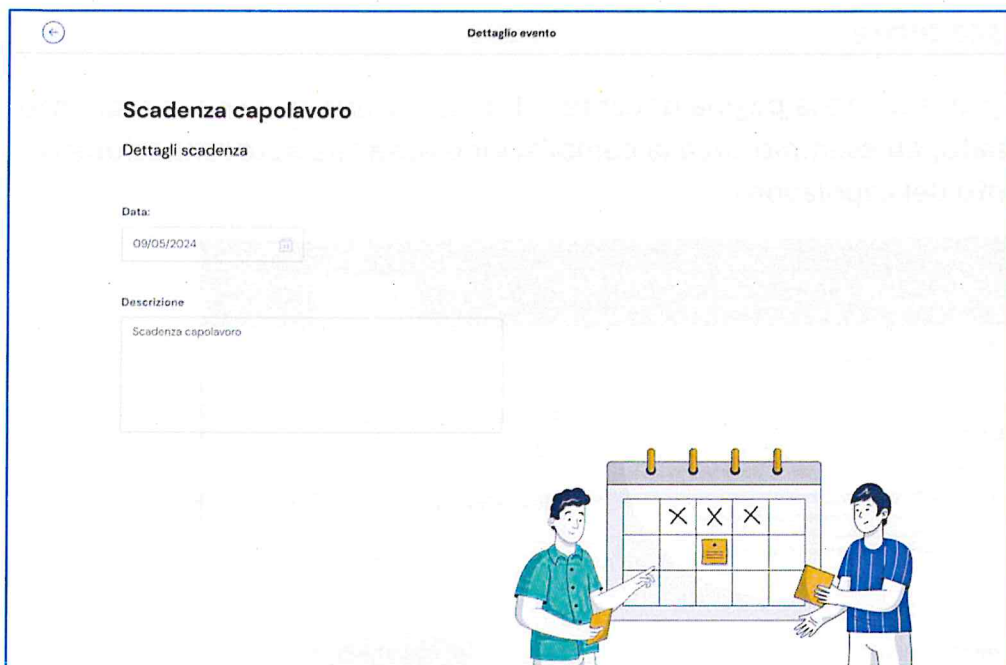 Dettaglio evento
Scadenza capolavoro
Dettagli scadenza
Data:
09/05/2024
Descrizione
Scadenza capolavoro